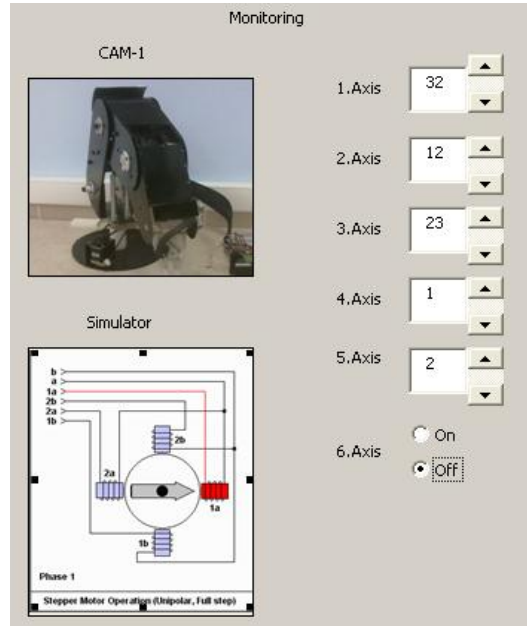 Monitoring
CAM-1
1.Axis 32
2.Axis 12
3.Axis 23
4.Axis 1
Simulator
5.Axis 2
6.Axis
On
Off
b
a
1a
2b
2a
1b
2b
2a
1a
1b
Phase 1
Stepper Motor Operation (Unipolar, Full step)